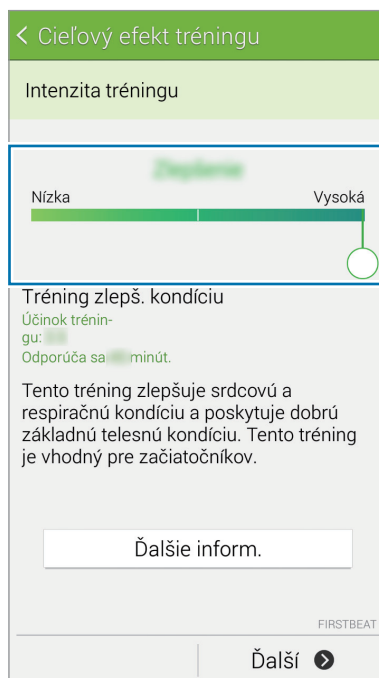 Cieľový efekt tréningu
Intenzita tréningu
Nízka Vysoká
Tréning zlepš. kondíciu
Účinok trénin-
gu:
Odporúča sa minút.
Tento tréning zlepšuje srdcovú a
respiračnú kondíciu a poskytuje dobrú
základnú telesnú kondíciu. Tento tréning
je vhodný pre začiatočníkov.
Ďalšie inform.
FIRSTBEAT
Ďalší